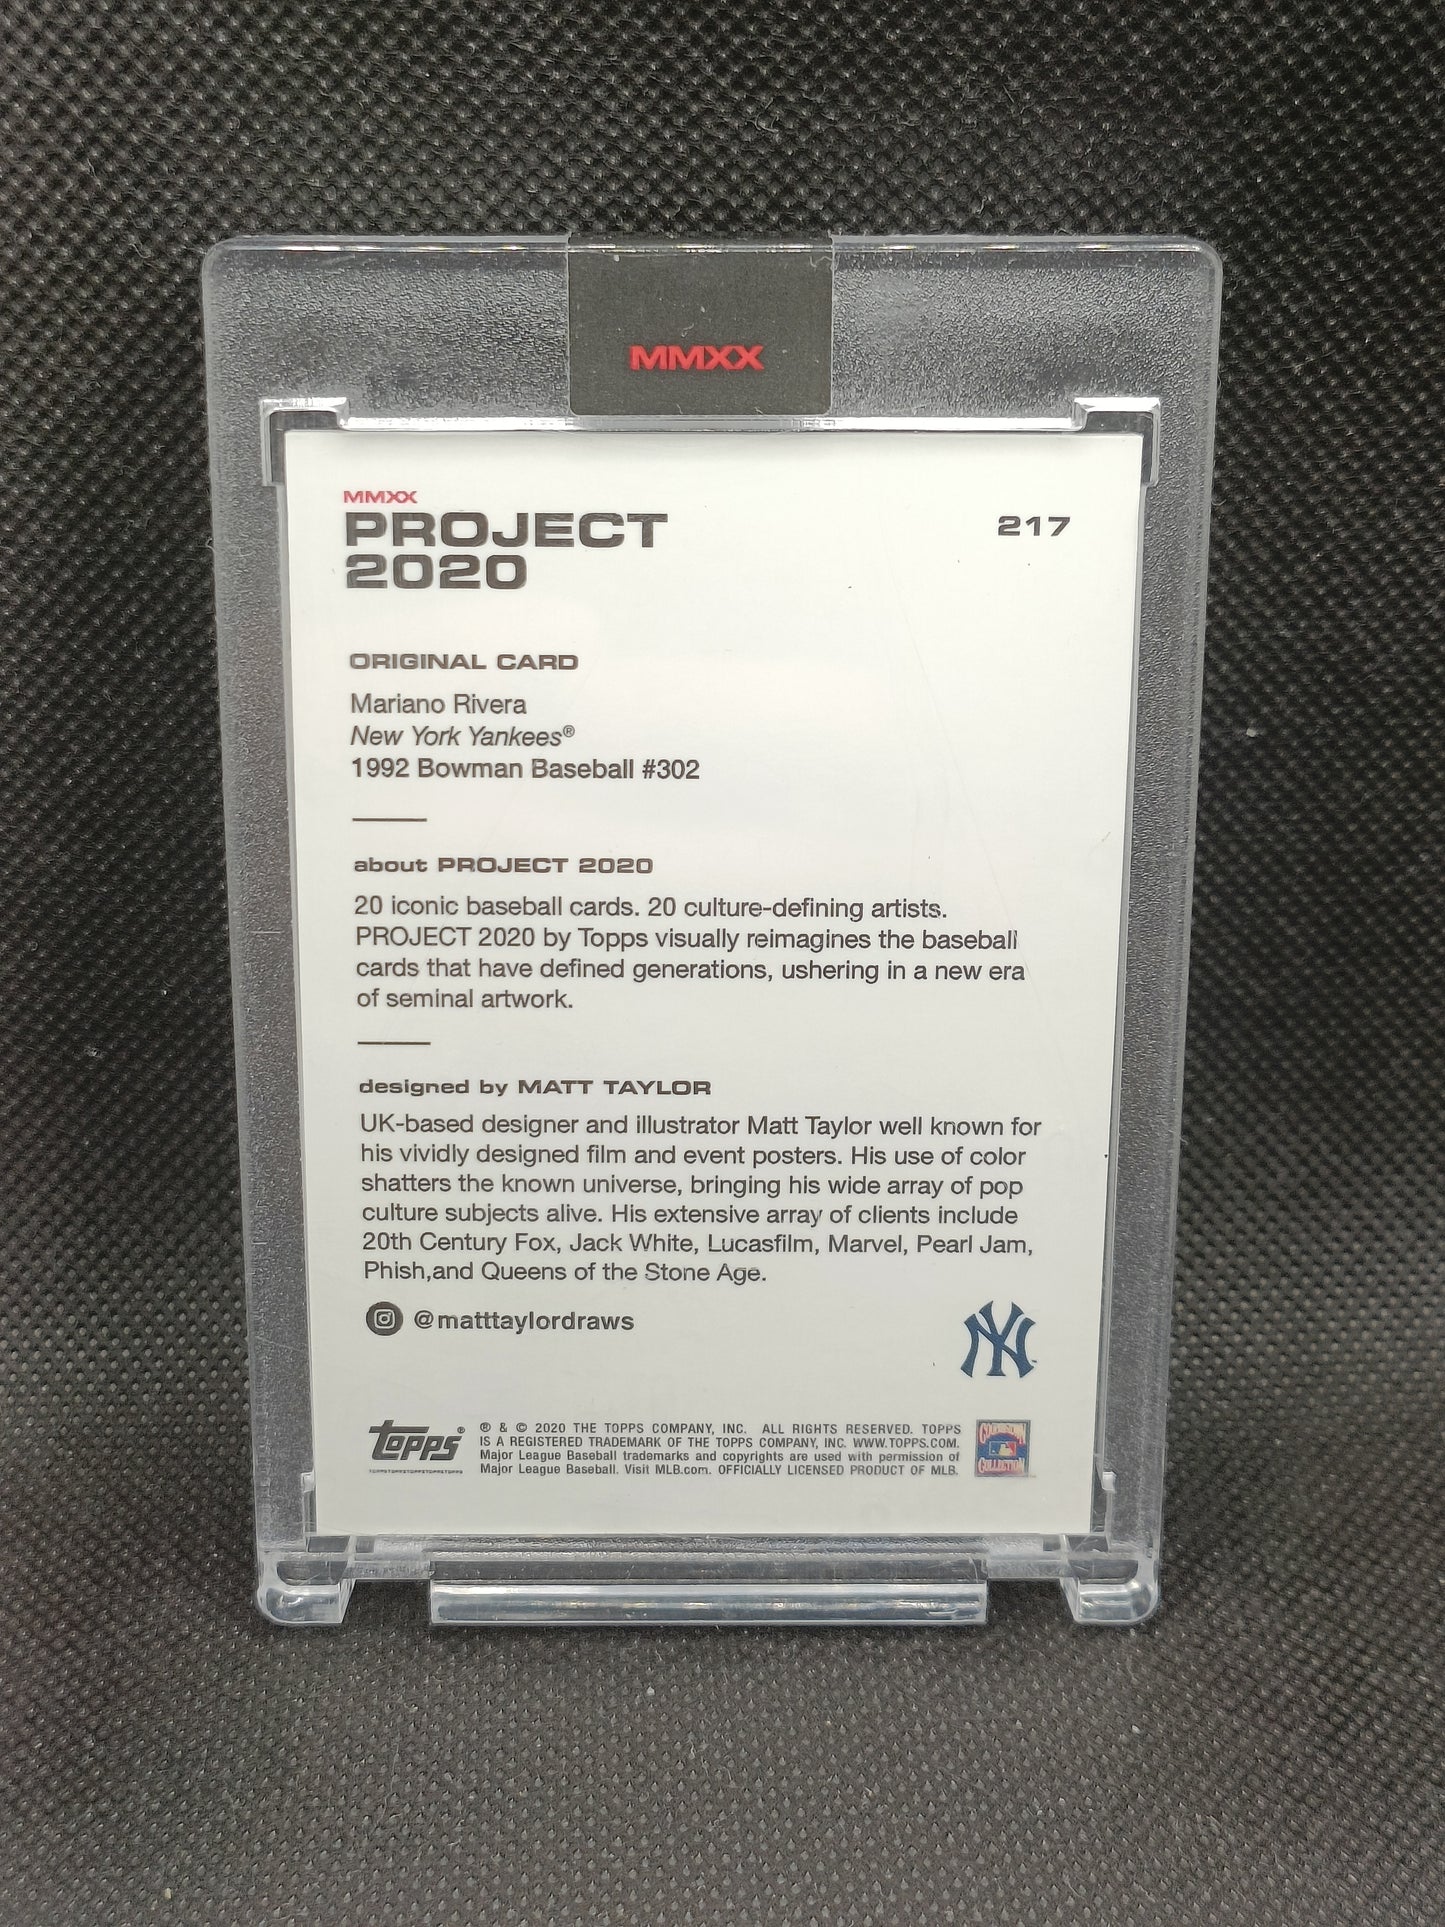 MMXX
MMXX
PROJECT
2020
217
ORIGINAL CARD
Mariano Rivera
New York Yankees®
1992 Bowman Baseball #302
about PROJECT 2020
20 iconic baseball cards. 20 culture-defining artists.
PROJECT 2020 by Topps visually reimagines the baseball
cards that have defined generations, ushering in a new era
of seminal artwork.
designed by MATT TAYLOR
UK-based designer and illustrator Matt Taylor well known for
his vividly designed film and event posters. His use of color
shatters the known universe, bringing his wide array of pop
culture subjects alive. His extensive array of clients include
20th Century Fox, Jack White, Lucasfilm, Marvel, Pearl Jam,
Phish,and Queens of the Stone Age.
@matttaylordraws
NY
topps®
® & © 2020 THE TOPPS COMPANY, INC. ALL RIGHTS RESERVED. TOPPS
IS A REGISTERED TRADEMARK OF THE TOPPS COMPANY, INC. WWW.TOPPS.COM.
Major League Baseball trademarks and copyrights are used with permission of
Major League Baseball. Visit MLB.com. OFFICIALLY LICENSED PRODUCT OF MLB.
COOPERSTOWN
COLLECTION